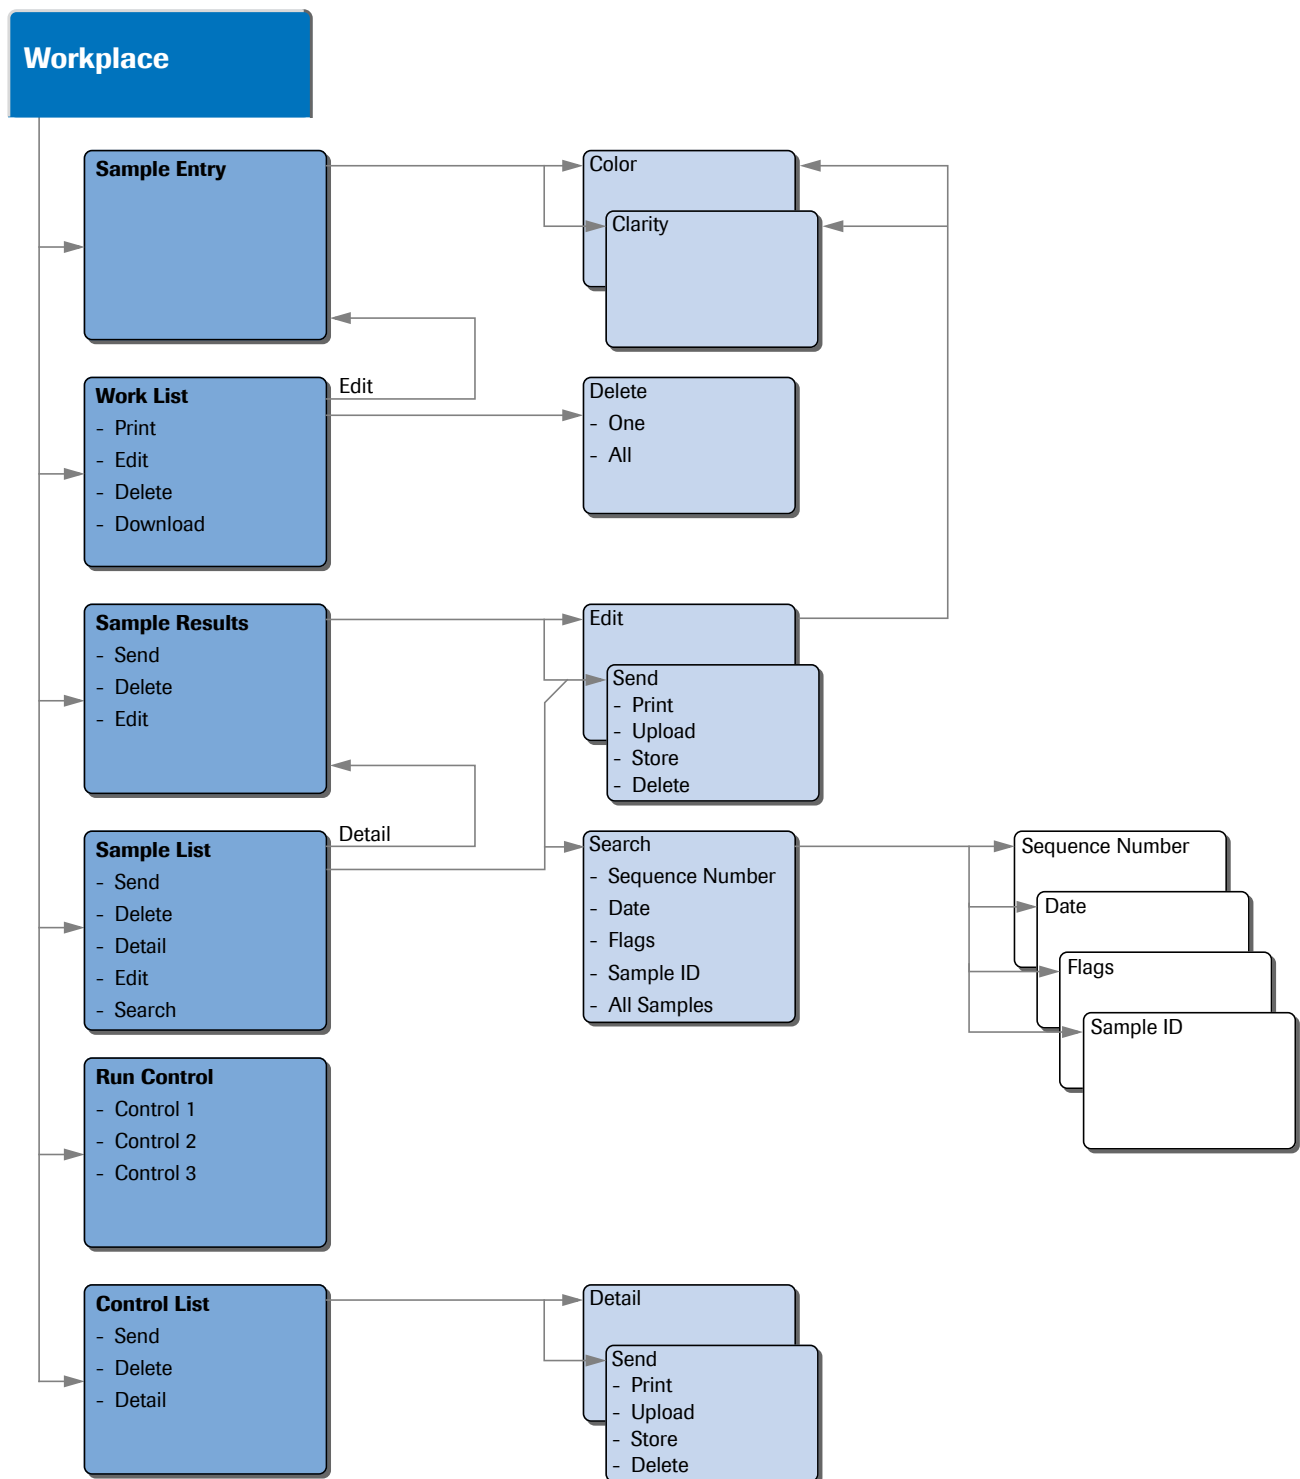 Workplace
Sample Entry
Color
Clarity
Edit
Work List
- Print
- Edit
- Delete
- Download
Delete
- One
- All
Sample Results
- Send
- Delete
- Edit
Edit
Send
- Print
- Upload
- Store
- Delete
Detail
Sample List
- Send
- Delete
- Detail
- Edit
- Search
Search
- Sequence Number
- Date
- Flags
- Sample ID
- All Samples
Sequence Number
Date
Flags
Sample ID
Run Control
- Control 1
- Control 2
- Control 3
Control List
- Send
- Delete
- Detail
Detail
Send
- Print
- Upload
- Store
- Delete